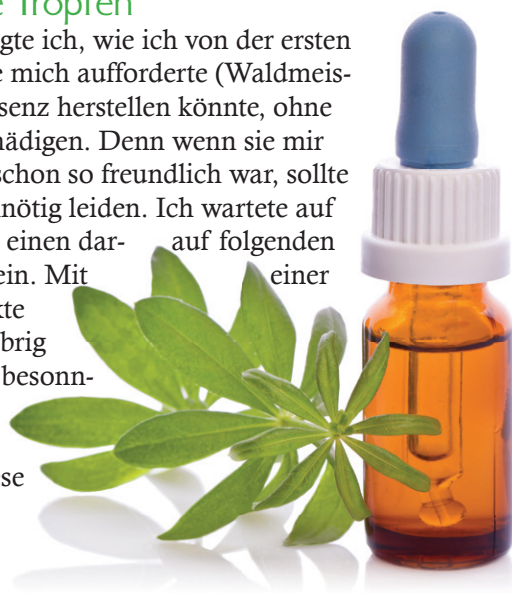 e Tropfen
gte ich, wie ich von der ersten
e mich aufforderte (Waldmeis-
senz herstellen könnte, ohne
hädigen. Denn wenn sie mir
schon so freundlich war, sollte
nötig leiden. Ich wartete auf
einen dar- auf folgenden
ein. Mit einer
kte
brig
besonn-
se